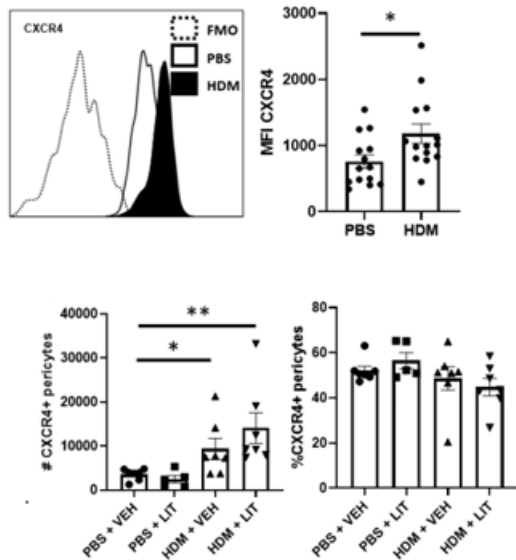 CXCR4
FMO
PBS
HDM
*
MFI CXCR4
3000
2000
1000
0
PBS
HDM
# CXCR4+ pericytes
40000
30000
20000
10000
0
**
*
PBS + VEH
PBS + LIT
HDM + VEH
HDM + LIT
%CXCR4+ pericytes
80
60
40
20
0
PBS + VEH
PBS + LIT
HDM + VEH
HDM + LIT